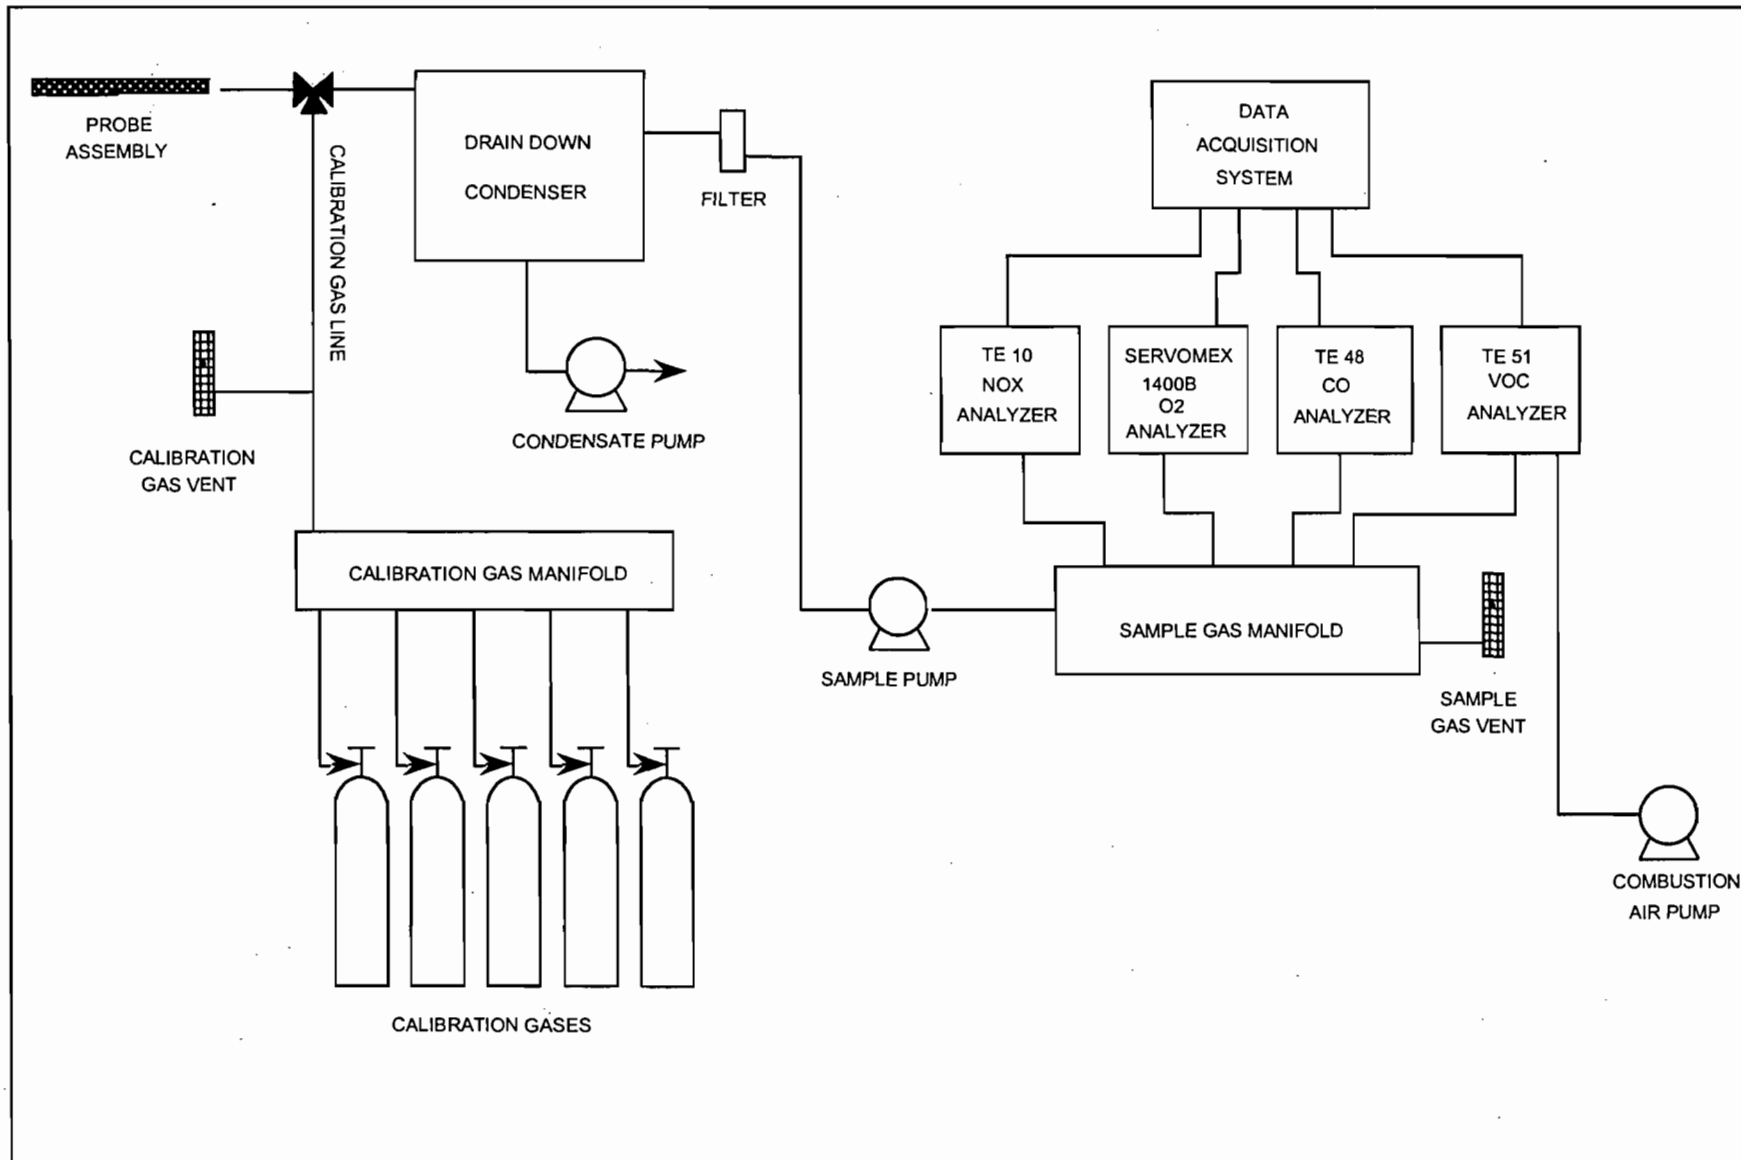 PROBE
ASSEMBLY
CALIBRATION GAS LINE
DRAIN DOWN
CONDENSER
FILTER
CONDENSATE PUMP
CALIBRATION
GAS VENT
CALIBRATION GAS MANIFOLD
CALIBRATION GASES
DATA
ACQUISITION
SYSTEM
TE 10
NOX
ANALYZER
SERVOMEX
1400B
O2
ANALYZER
TE 48
CO
ANALYZER
TE 51
VOC
ANALYZER
SAMPLE PUMP
SAMPLE GAS MANIFOLD
SAMPLE
GAS VENT
COMBUSTION
AIR PUMP